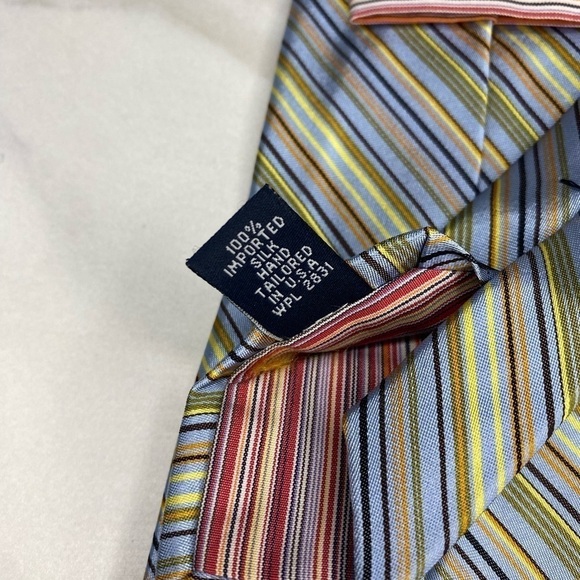 100%
IMPORTED
SILK
HAND
TAILORED
IN U.S.A.
WPL 2831